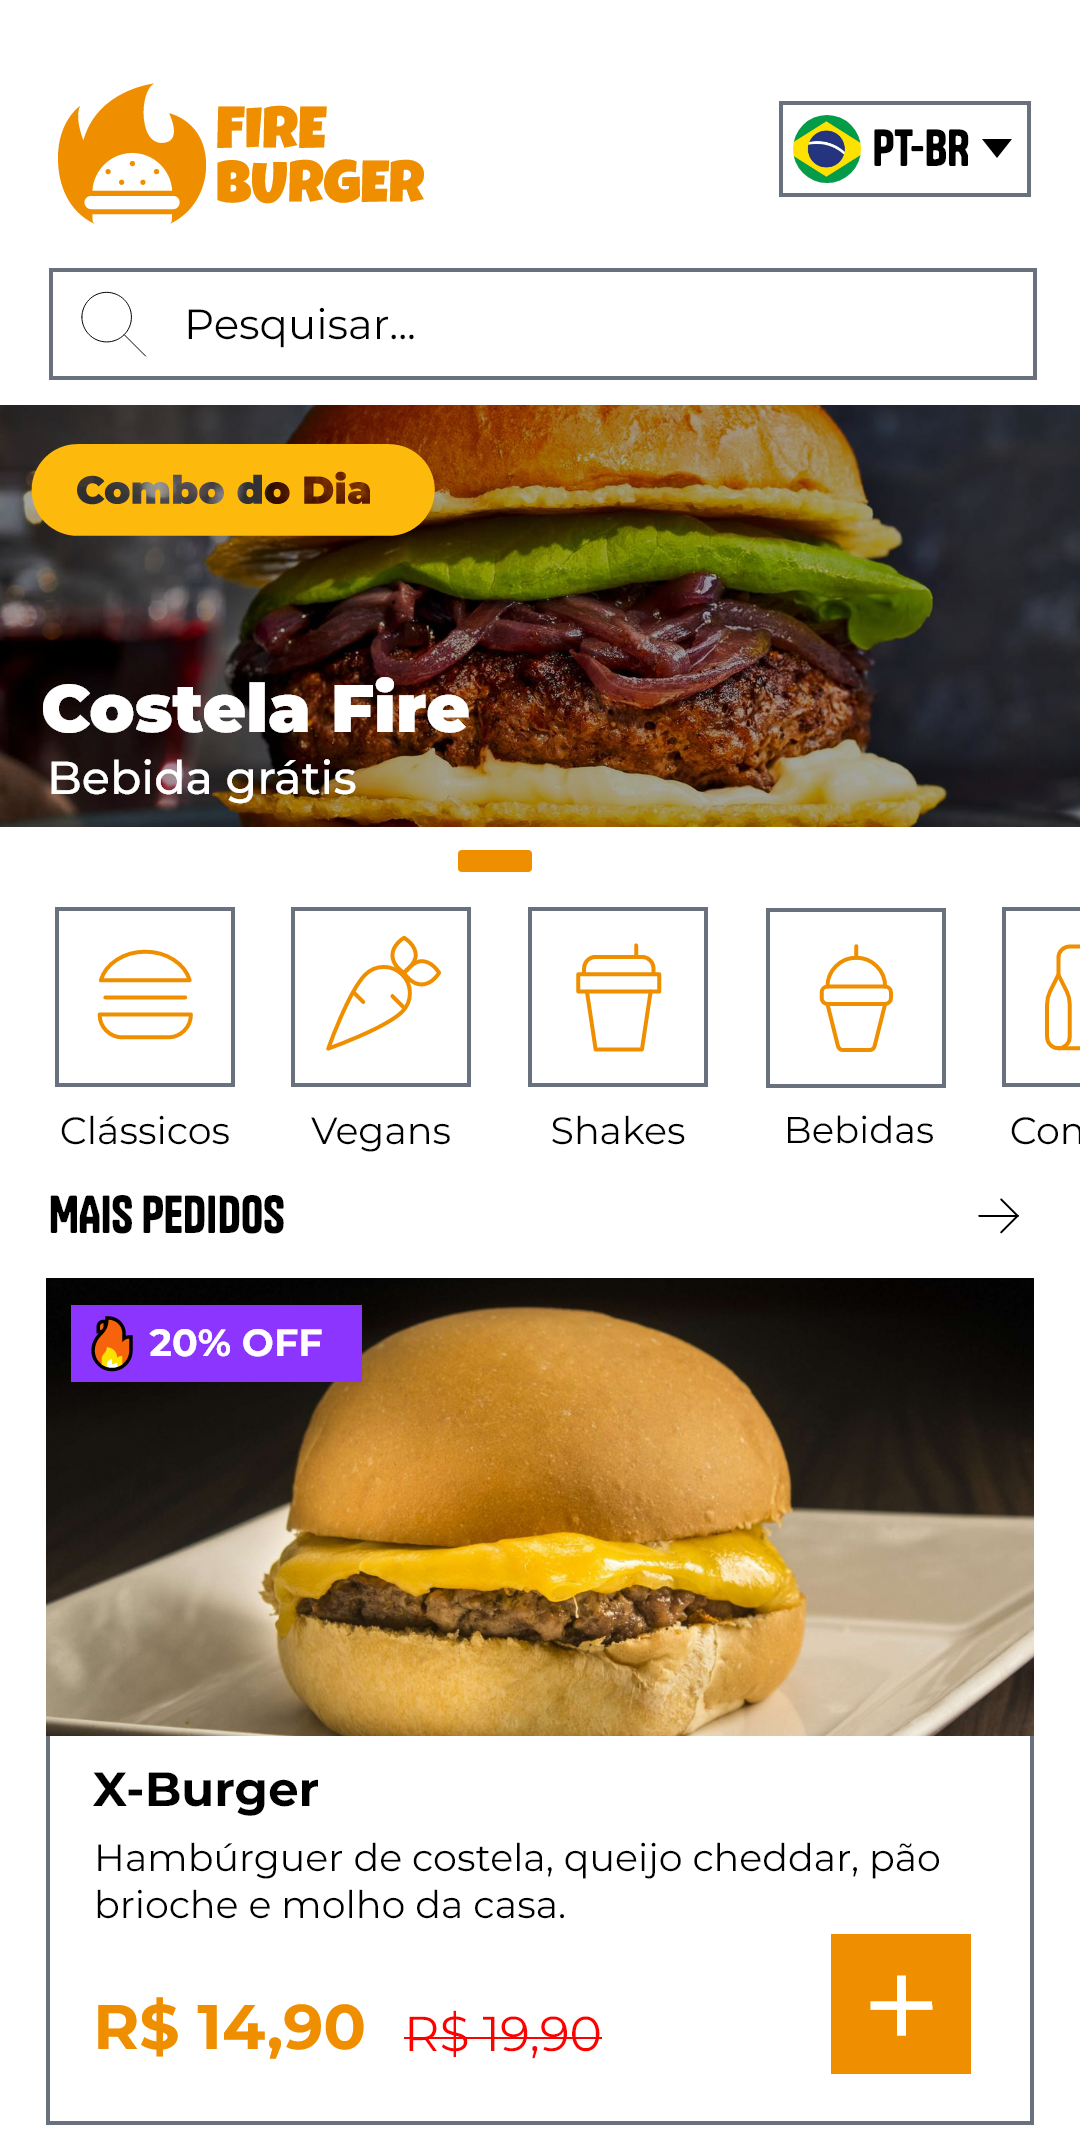 FIRE
BURGER
PT-BR
Pesquisar...
Combo do Dia
Costela Fire
Bebida grátis
Clássicos
Vegans
Shakes
Bebidas
MAIS PEDIDOS
20% OFF
X-Burger
Hambúrguer de costela, queijo cheddar, pão
brioche e molho da casa.
R$ 14,90 R$ 19,90